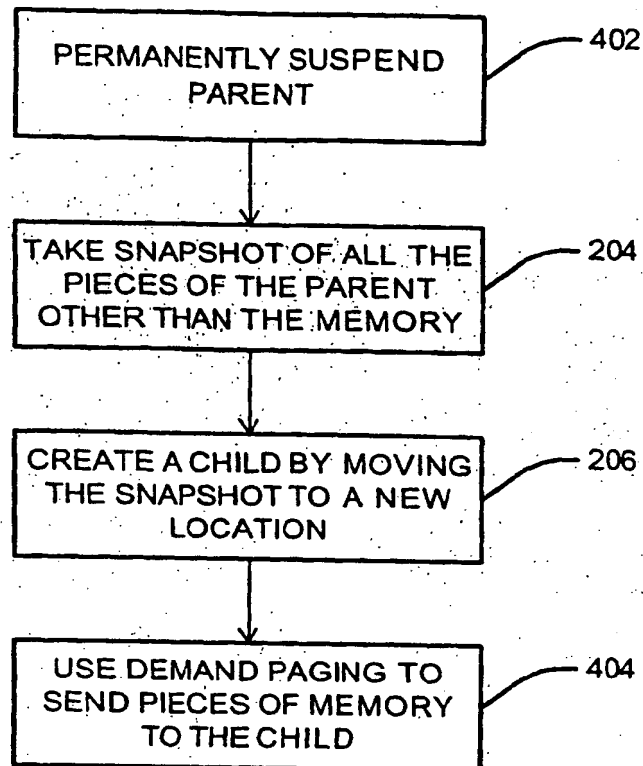 PERMANENTLY SUSPEND
PARENT
402
TAKE SNAPSHOT OF ALL THE
PIECES OF THE PARENT
OTHER THAN THE MEMORY
204
CREATE A CHILD BY MOVING
THE SNAPSHOT TO A NEW
LOCATION
206
USE DEMAND PAGING TO
SEND PIECES OF MEMORY
TO THE CHILD
404